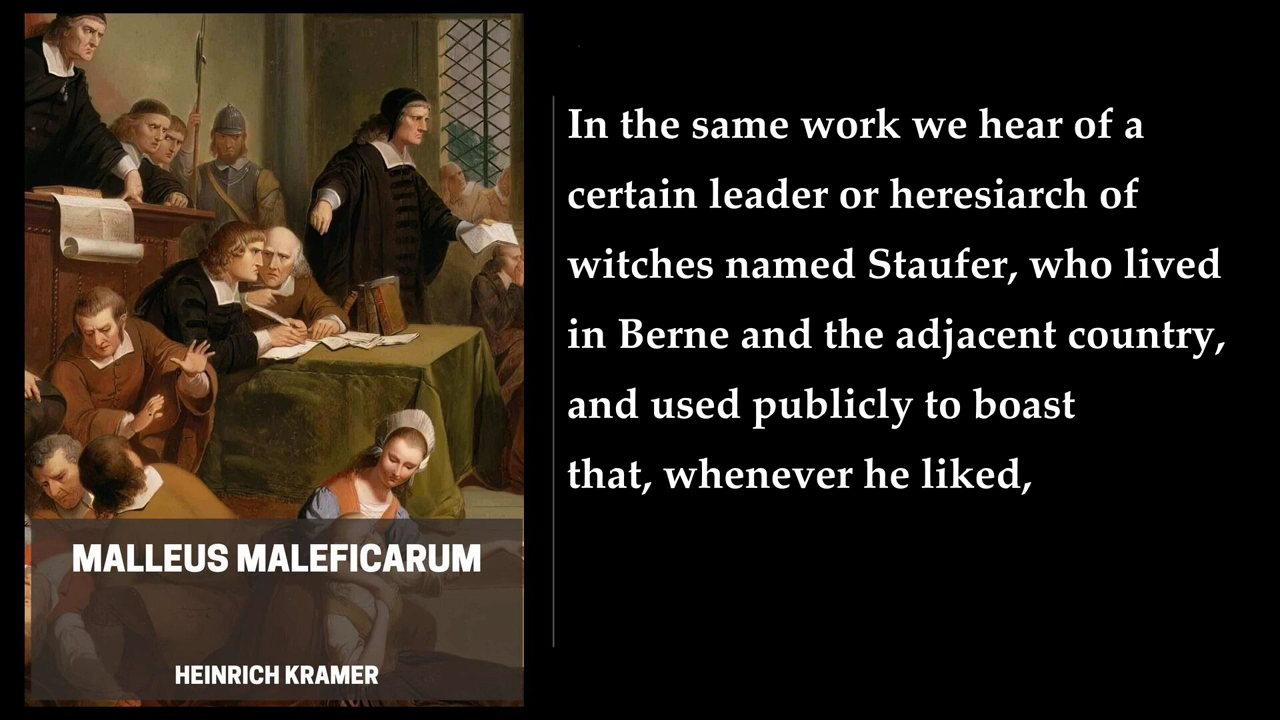 In the same work we hear of a
certain leader or heresiarch of
witches named Staufer, who lived
in Berne and the adjacent country,
and used publicly to boast
that, whenever he liked,
MALLEUS MALEFICARUM
HEINRICH KRAMER